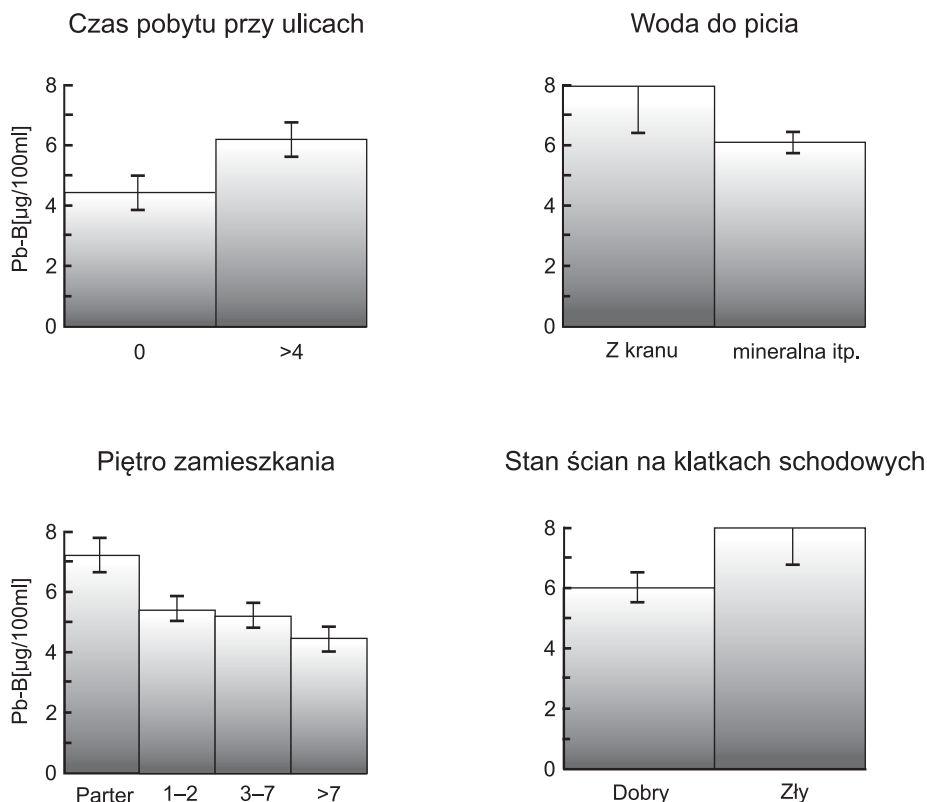 Czas pobytu przy ulicach
Pb-B[µg/100ml]
8
6
4
2
0
0 >4
Woda do picia
8
6
4
2
0
Z kranu mineralna itp.
Piętro zamieszkania
Pb-B[µg/100ml]
8
6
4
2
0
Parter 1–2 3–7 >7
Stan ścian na klatkach schodowych
8
6
4
2
0
Dobry Zły